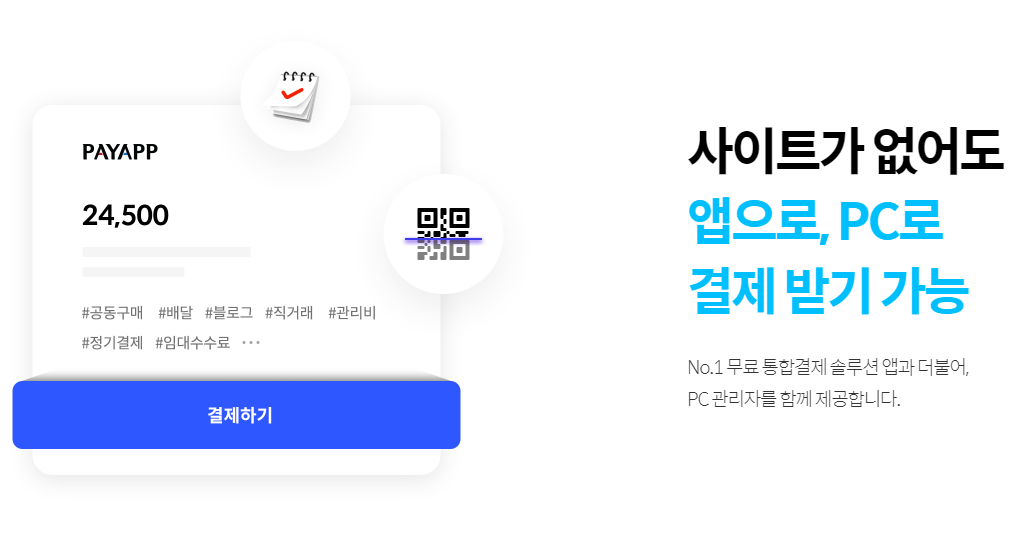 PAYAPP
24,500
#공동구매 #배달 #블로그 #직거래 #관리비
#정기결제 #임대수수료 ···
결제하기
사이트가 없어도
앱으로, PC로
결제 받기 가능
No.1 무료 통합결제 솔루션 앱과 더불어,
PC 관리자를 함께 제공합니다.